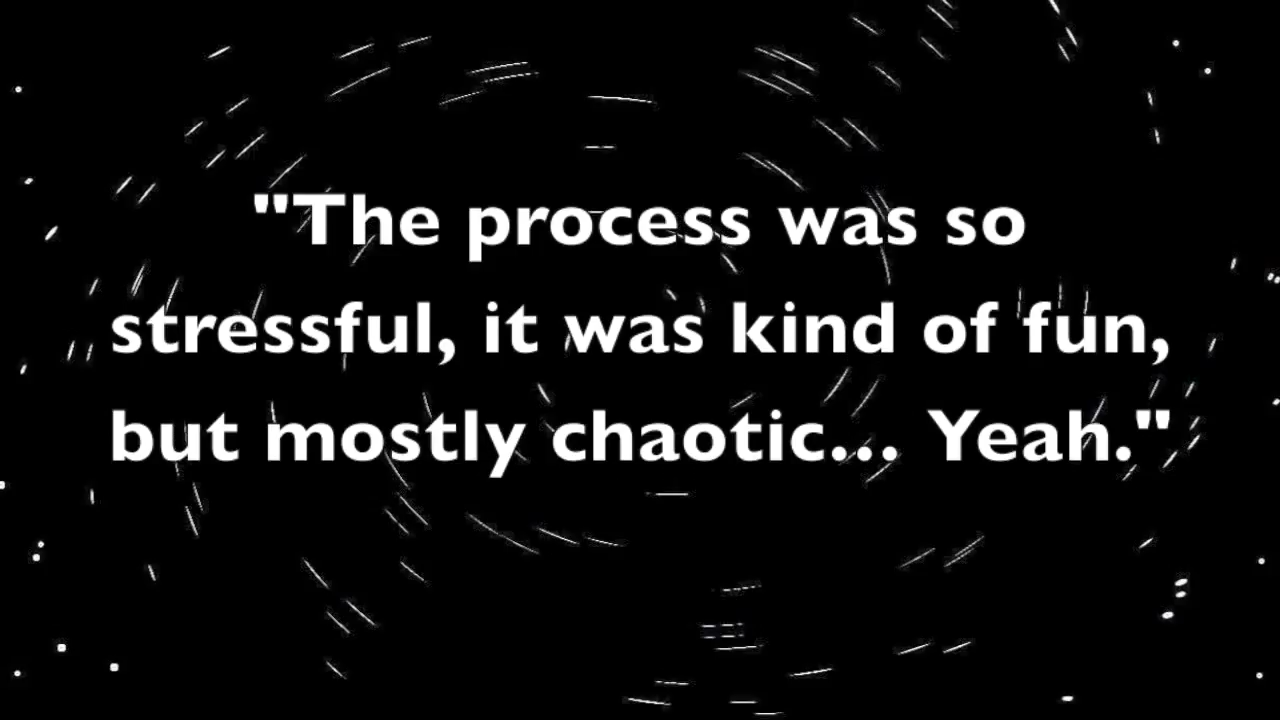 "The process was so
stressful, it was kind of fun,
but mostly chaotic... Yeah."